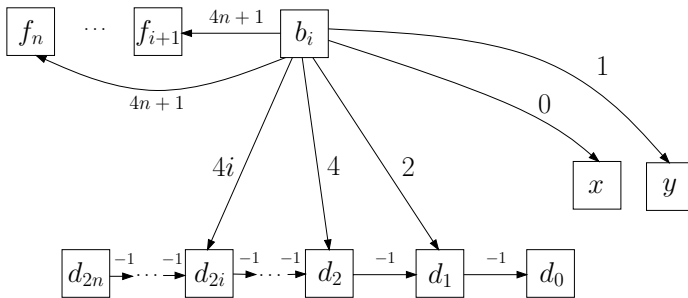 f_n ⋯ f_{i+1} 4n + 1 b_i
4n + 1
1
0
4i 4 2
x y
d_{2n} −1 ⋯ −1 d_{2i} −1 ⋯ −1 d_2 −1 d_1 −1 d_0